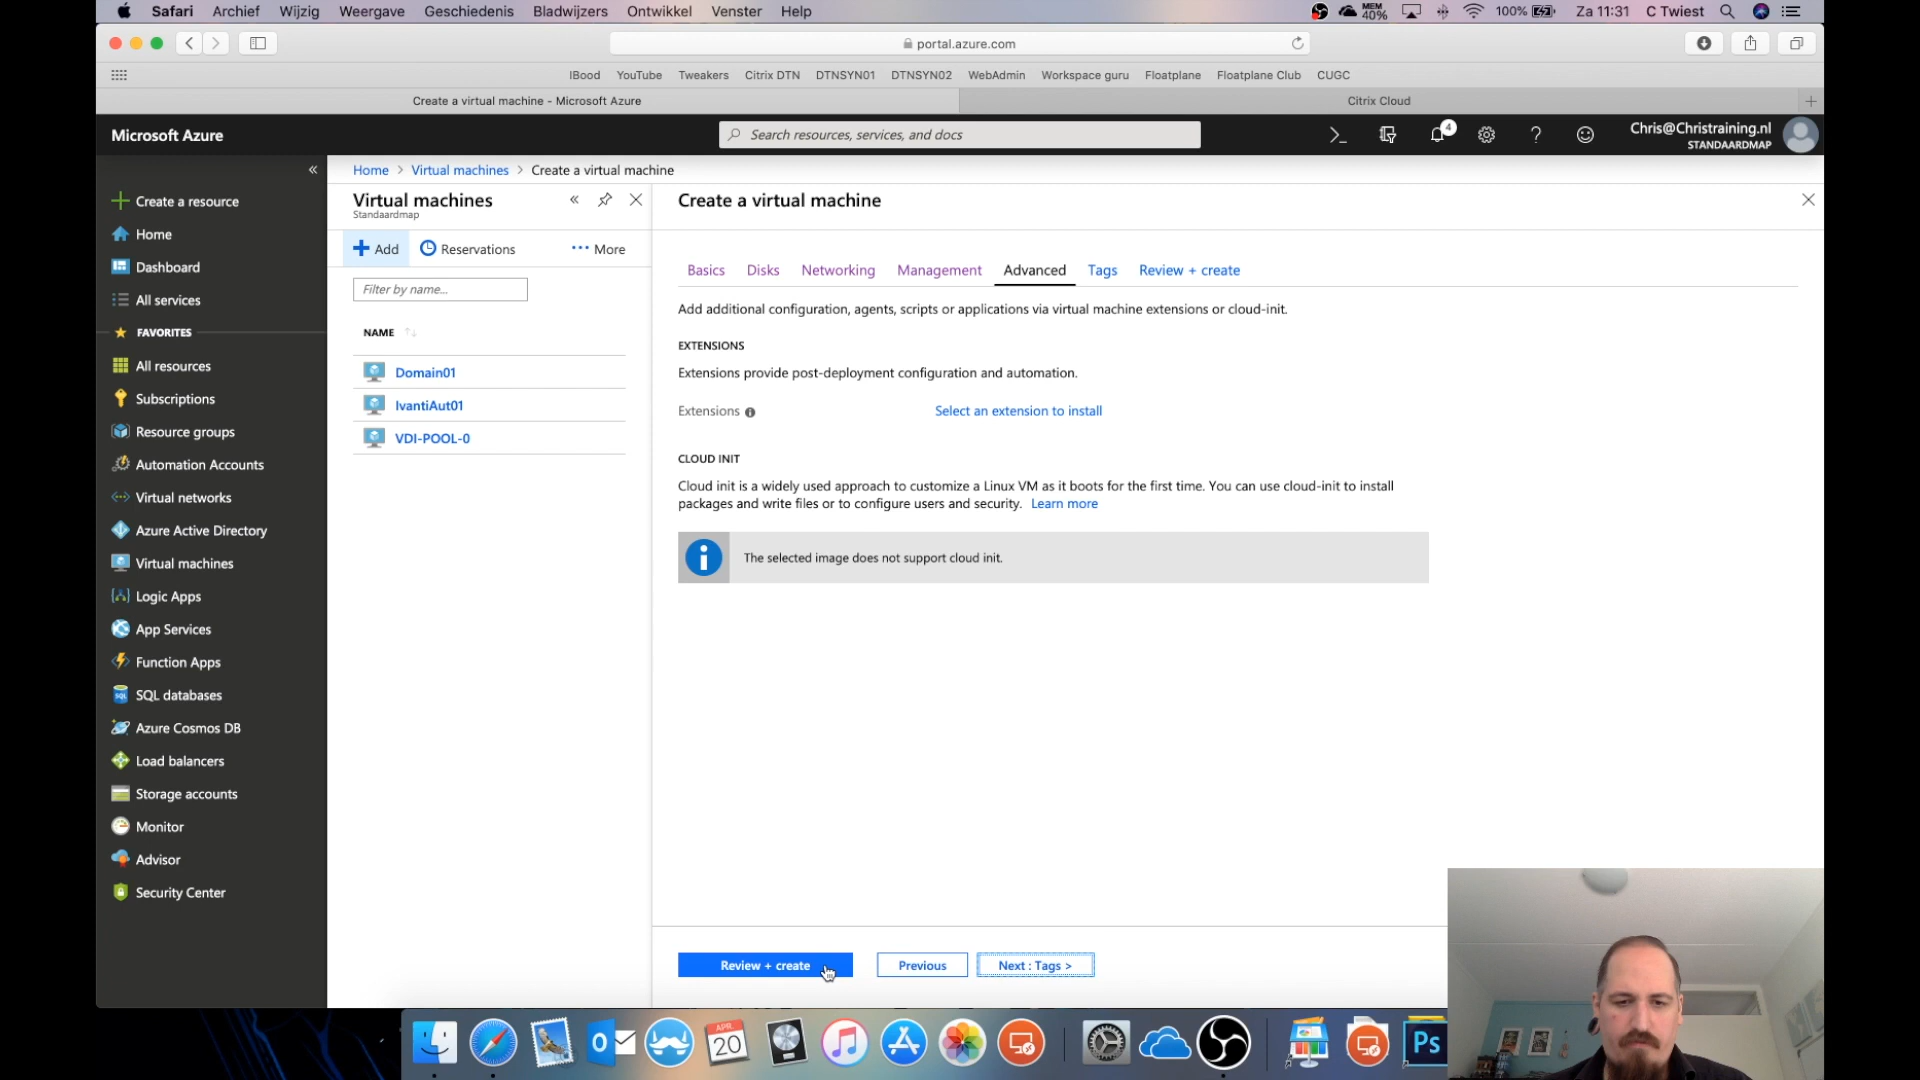 Safari Archief Wijzig Weergave Geschiedenis Bladwijzers Ontwikkel Venster Help
MEM 40% 100% Za 11:31 C Twiest
portal.azure.com
IBood YouTube Tweakers Citrix DTN DTNSYN01 DTNSYN02 WebAdmin Workspace guru Floatplane Floatplane Club CUGC
Create a virtual machine - Microsoft Azure
Citrix Cloud
Microsoft Azure
Search resources, services, and docs
4
Chris@Christraining.nl
STANDAARDMAP
Create a resource
Home
Dashboard
All services
FAVORITES
All resources
Subscriptions
Resource groups
Automation Accounts
Virtual networks
Azure Active Directory
Virtual machines
Logic Apps
App Services
Function Apps
SQL databases
Azure Cosmos DB
Load balancers
Storage accounts
Monitor
Advisor
Security Center
Home > Virtual machines > Create a virtual machine
Virtual machines
Standaardmap
Add Reservations ··· More
Filter by name...
NAME
Domain01
IvantiAut01
VDI-POOL-0
Create a virtual machine
Basics Disks Networking Management Advanced Tags Review + create
Add additional configuration, agents, scripts or applications via virtual machine extensions or cloud-init.
EXTENSIONS
Extensions provide post-deployment configuration and automation.
Extensions Select an extension to install
CLOUD INIT
Cloud init is a widely used approach to customize a Linux VM as it boots for the first time. You can use cloud-init to install
packages and write files or to configure users and security. Learn more
The selected image does not support cloud init.
Review + create Previous Next : Tags >
APR.
20
Ps